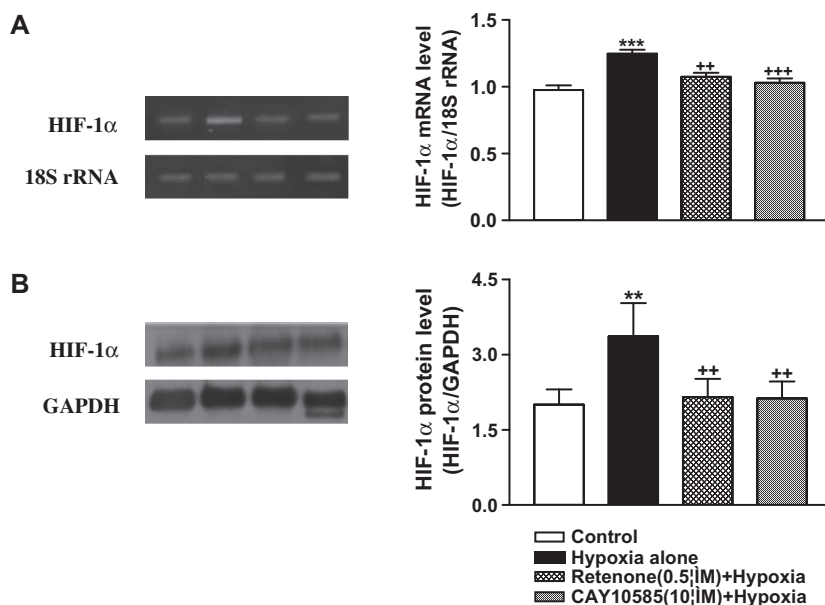 A
HIF-1α
18S rRNA
HIF-1α mRNA level
(HIF-1α/18S rRNA)
1.5
1.0
0.5
0.0
***
++
+++
B
HIF-1α
GAPDH
HIF-1α protein level
(HIF-1α/GAPDH)
4.5
3.0
1.5
0.0
**
++
++
Control
Hypoxia alone
Retenone(0.5¦ÌM)+Hypoxia
CAY10585(10¦ÌM)+Hypoxia